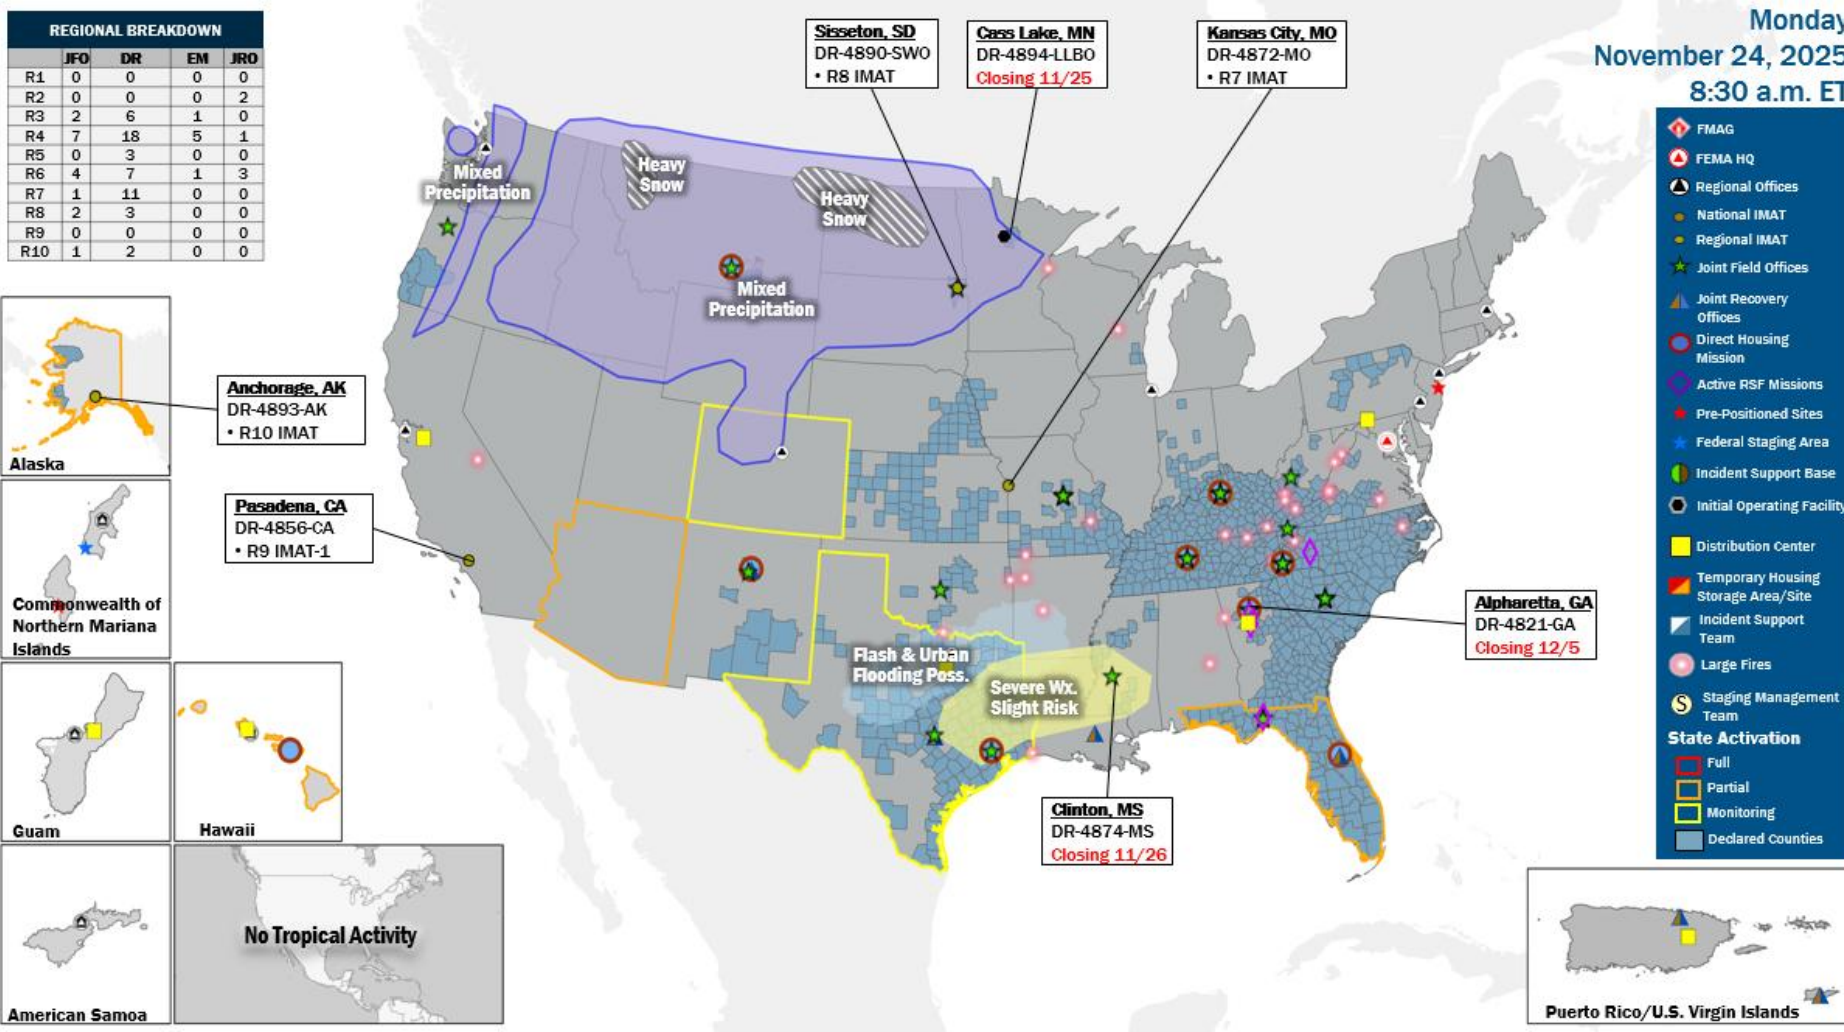 REGIONAL BREAKDOWN
JFO DR EM JRO
R1 0 0 0 0
R2 0 0 0 2
R3 2 6 1 0
R4 7 18 5 1
R5 0 3 0 0
R6 4 7 1 3
R7 1 11 0 0
R8 2 3 0 0
R9 0 0 0 0
R10 1 2 0 0
Monday
November 24, 2025
8:30 a.m. ET
Sisseton, SD
DR-4890-SWO
• R8 IMAT
Cass Lake, MN
DR-4894-LLBO
Closing 11/25
Kansas City, MO
DR-4872-MO
• R7 IMAT
Mixed
Precipitation
Heavy
Snow
Heavy
Snow
Mixed
Precipitation
Anchorage, AK
DR-4893-AK
• R10 IMAT
Pasadena, CA
DR-4856-CA
• R9 IMAT-1
Alpharetta, GA
DR-4821-GA
Closing 12/5
Flash & Urban
Flooding Poss.
Severe Wx.
Slight Risk
Clinton, MS
DR-4874-MS
Closing 11/26
Alaska
Commonwealth of
Northern Mariana
Islands
Guam
Hawaii
American Samoa
No Tropical Activity
Puerto Rico/U.S. Virgin Islands
FMAG
FEMA HQ
Regional Offices
National IMAT
Regional IMAT
Joint Field Offices
Joint Recovery
Offices
Direct Housing
Mission
Active RSF Missions
Pre-Positioned Sites
Federal Staging Area
Incident Support Base
Initial Operating Facility
Distribution Center
Temporary Housing
Storage Area/Site
Incident Support
Team
Large Fires
S
Staging Management
Team
State Activation
Full
Partial
Monitoring
Declared Counties